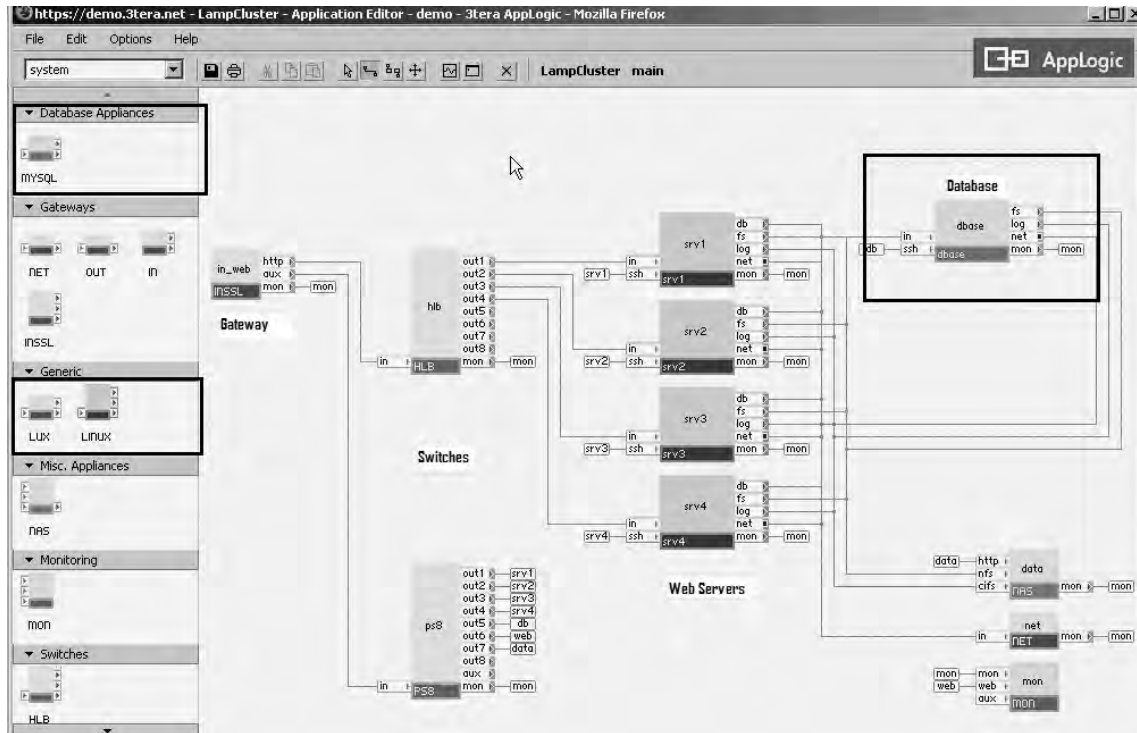 https://demo.3tera.net - LampCluster - Application Editor - demo - 3tera AppLogic - Mozilla Firefox
File Edit Options Help
system
LampCluster main
AppLogic
Database Appliances
MYSQL
Gateways
NET OUT IN
INSSL
Generic
LUX LINUX
Misc. Appliances
NAS
Monitoring
MON
Switches
HLB
in_web
http
aux
mon
mon
INSSL
Gateway
hlb
out1
out2
out3
out4
out5
out6
out7
out8
in
HLB
mon
mon
Switches
ps8
out1 srv1
out2 srv2
out3 srv3
out4 srv4
out5 db
out6 web
out7 data
out8
aux
in
PS8
mon
mon
srv1
db
fs
log
net
in
srv1 ssh
srv1
mon
mon
srv2
db
fs
log
net
in
srv2 ssh
srv2
mon
mon
srv3
db
fs
log
net
in
srv3 ssh
srv3
mon
mon
srv4
db
fs
log
net
in
srv4 ssh
srv4
mon
mon
Web Servers
Database
dbase
fs
log
net
in
db ssh
dbase
mon
mon
data http
nfs
cifs
data
NAS
mon
mon
net
in
NET
mon
mon
mon mon
web web
aux
mon
MON